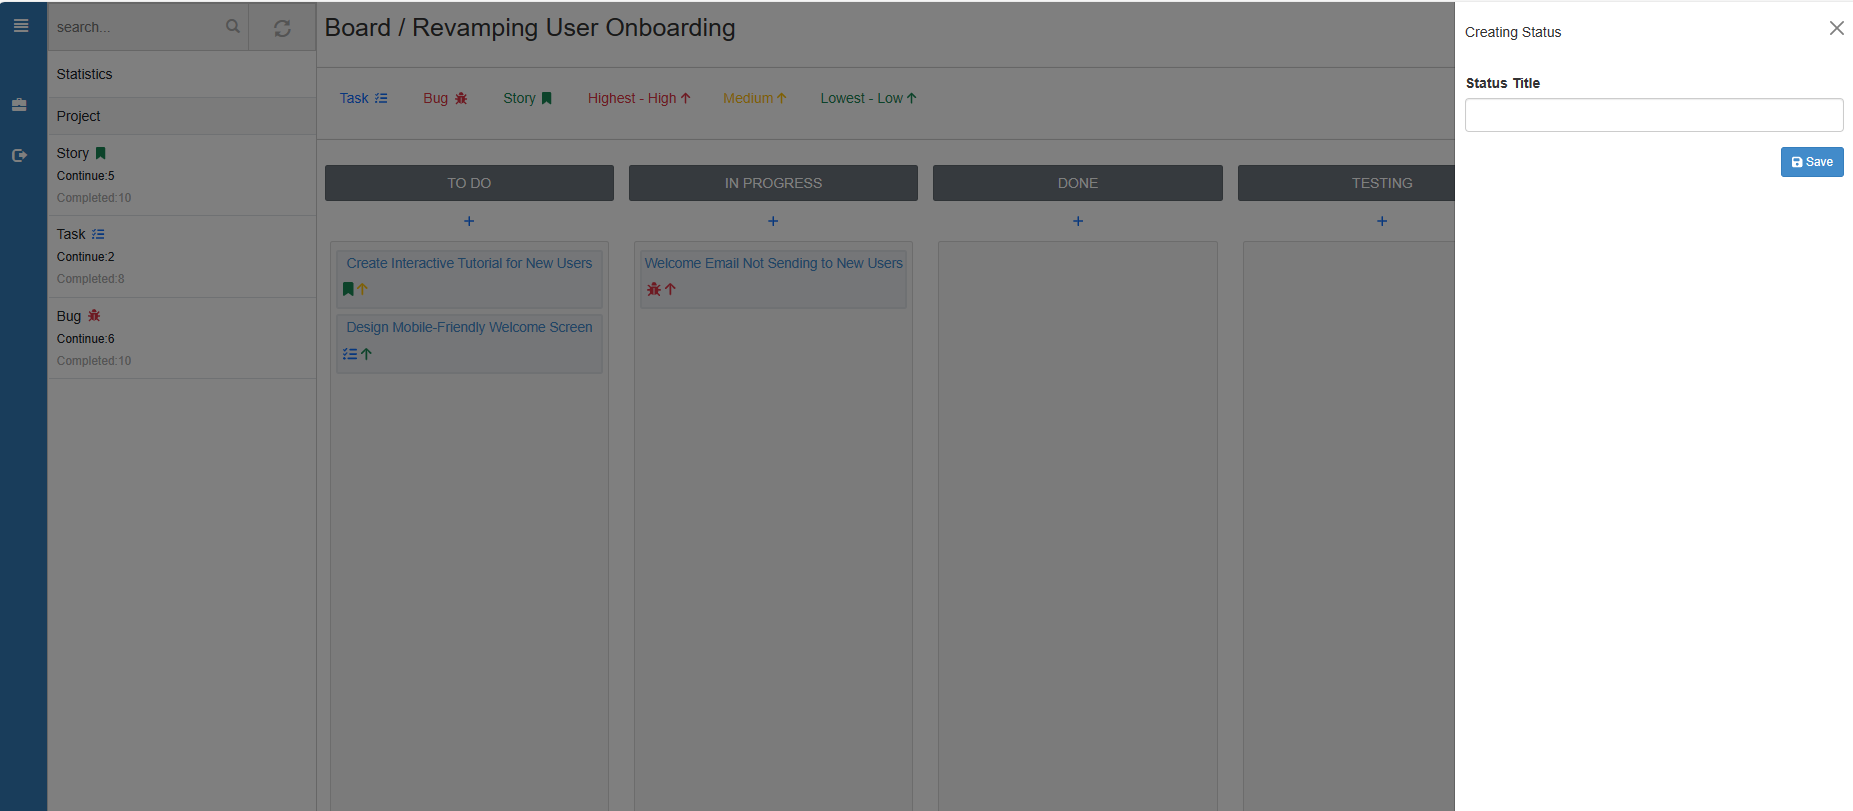 search...
Statistics
Project
Story
Continue:5
Completed:10
Task
Continue:2
Completed:8
Bug
Continue:6
Completed:10
Board / Revamping User Onboarding
Task Bug Story Highest - High Medium Lowest - Low
TO DO IN PROGRESS DONE TESTING
+ + + +
Create Interactive Tutorial for New Users
Design Mobile-Friendly Welcome Screen
Welcome Email Not Sending to New Users
Creating Status
Status Title
Save